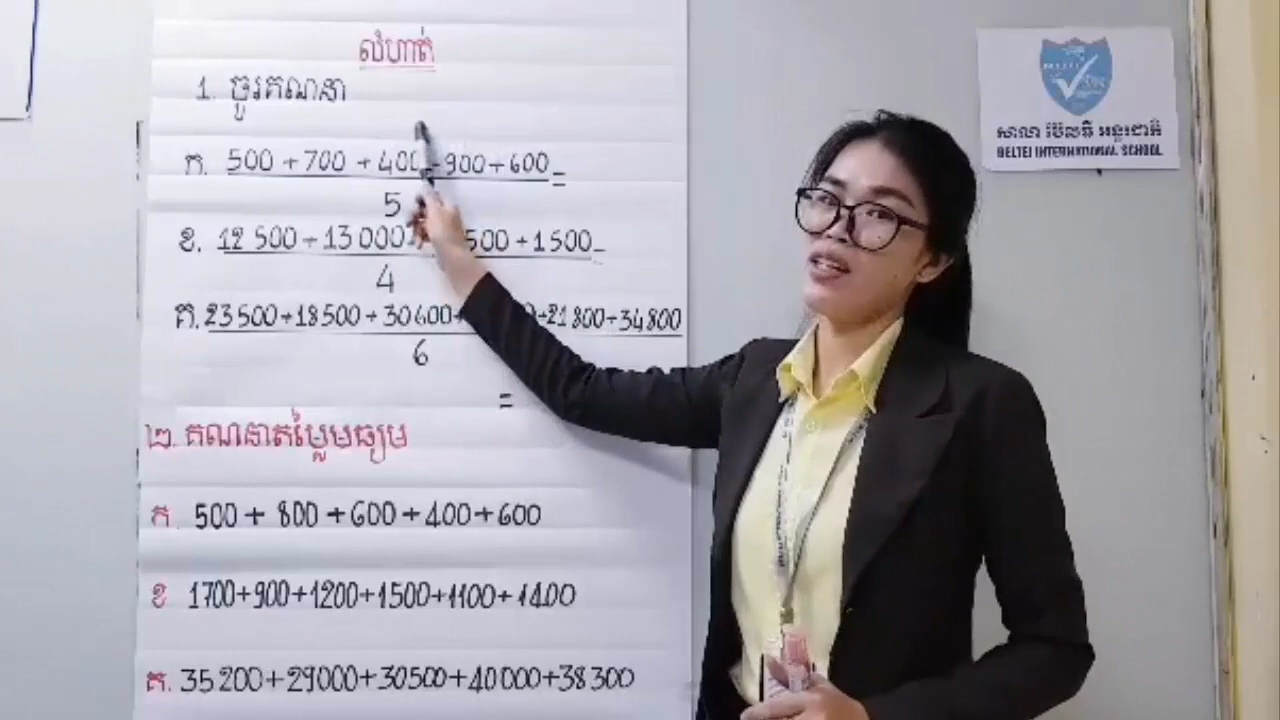 លំហាត់
1. ចូរគណនា
ក. 500 + 700 + 400 + 900 + 600 =
5
ខ. 12 500 + 13 000 + 500 + 1 500 =
4
គ. 23 500 + 18 500 + 30 600 + +21 800 + 34 800
6
=
២. គណនាតម្លៃមធ្យម
ក. 500 + 800 + 600 + 400 + 600
ខ 1700+900+1200+1500+1100+1400
គ. 35 200+29 000+30 500+40 000+38 300
សាលា ប៊ែលធី អន្តរជាតិ
BELTEI INTERNATIONAL SCHOOL